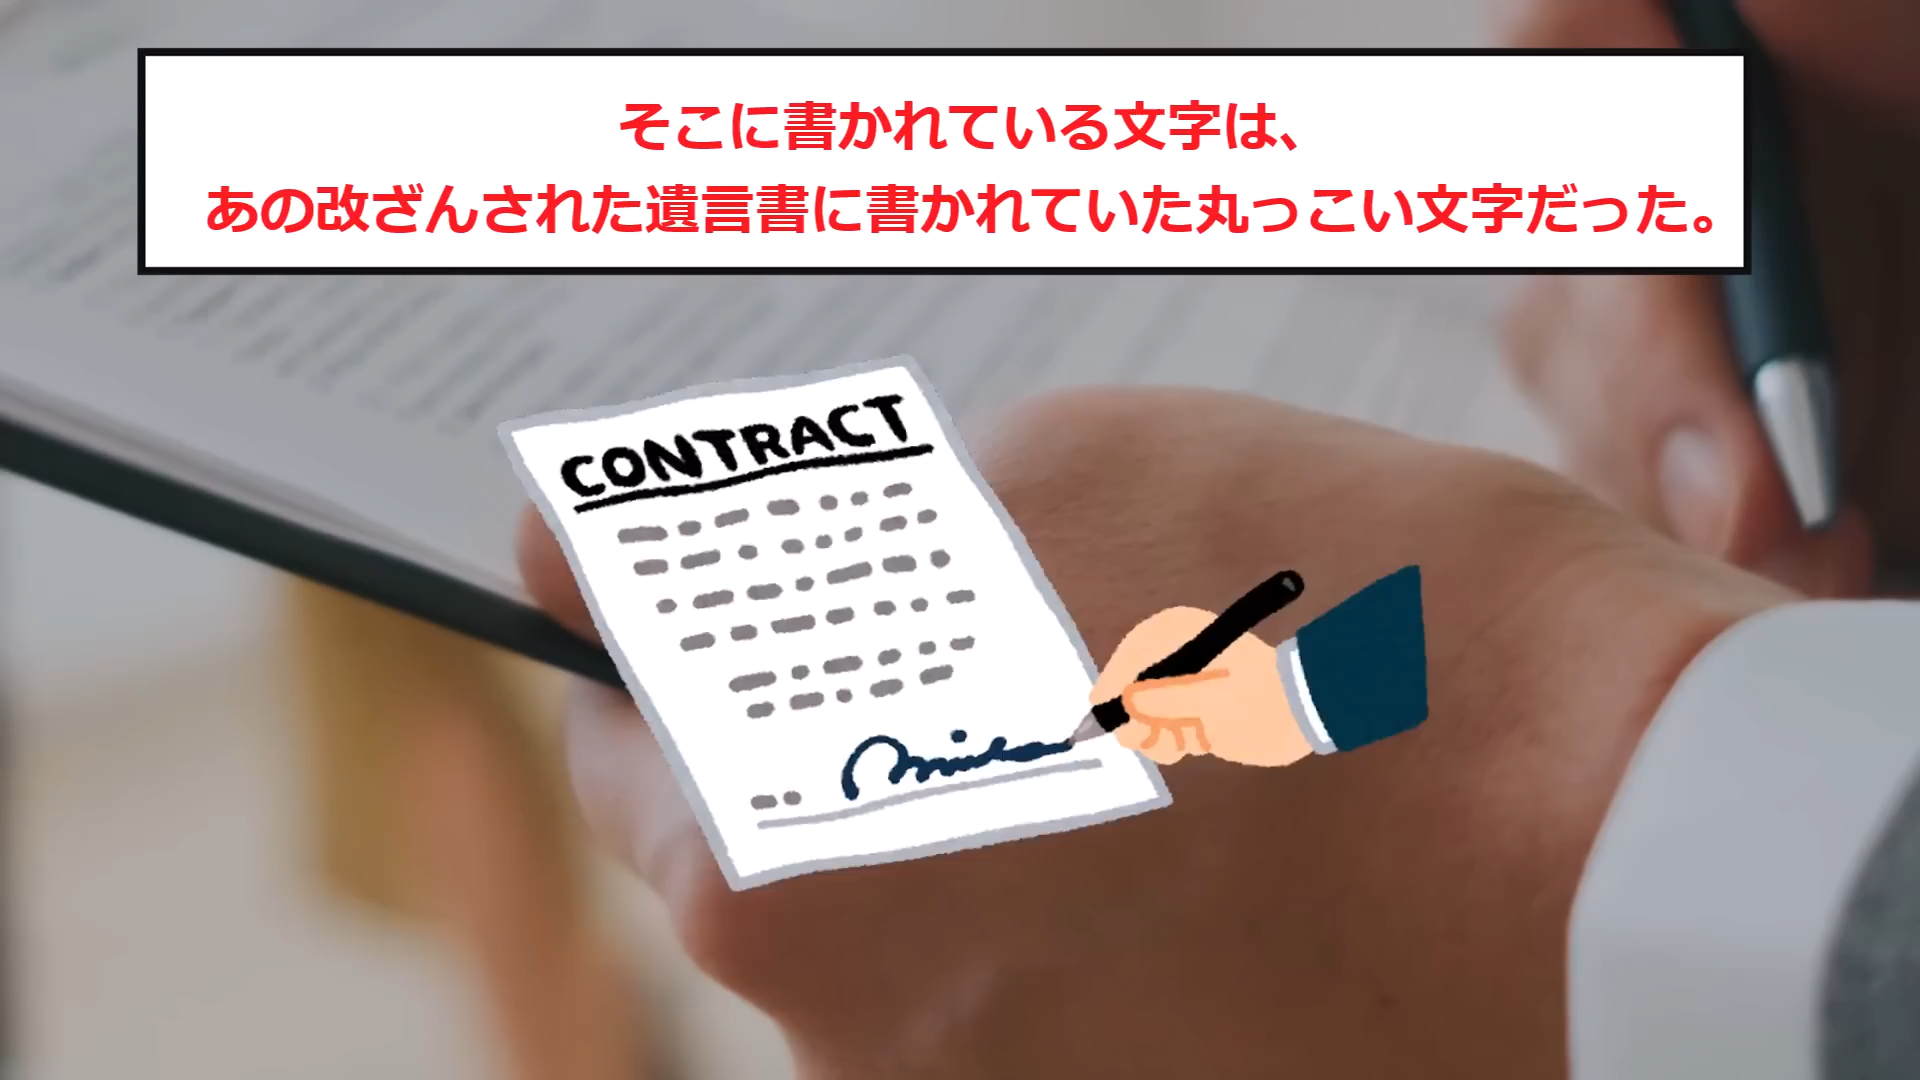 そこに書かれている文字は、
あの改ざんされた遺言書に書かれていた丸っこい文字だった。
CONTRACT